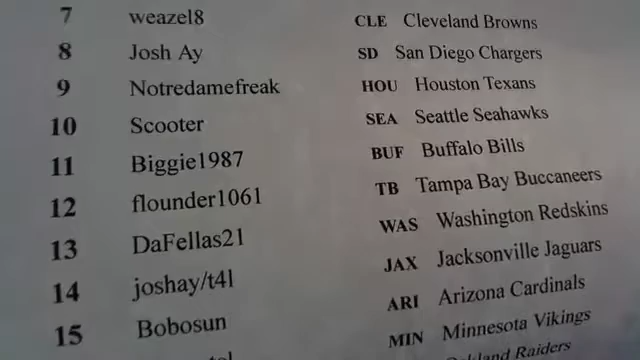 7 weazel8 CLE Cleveland Browns
8 Josh Ay SD San Diego Chargers
9 Notredamefreak HOU Houston Texans
10 Scooter SEA Seattle Seahawks
11 Biggie1987 BUF Buffalo Bills
12 flounder1061 TB Tampa Bay Buccaneers
13 DaFellas21 WAS Washington Redskins
14 joshay/t4l JAX Jacksonville Jaguars
15 Bobosun ARI Arizona Cardinals
MIN Minnesota Vikings
Raiders